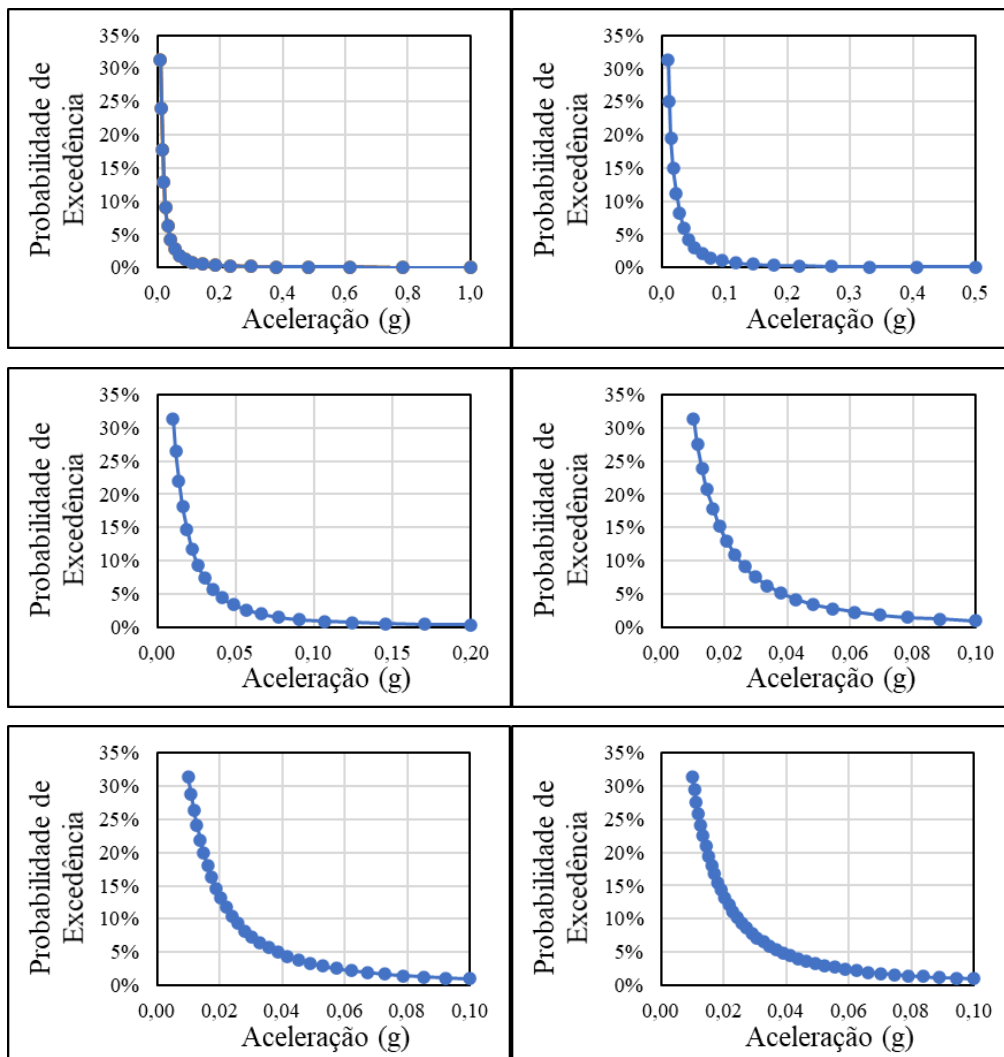 35%
30%
25%
20%
15%
10%
5%
0%
Probabilidade de
Excedência
0,0 0,2 0,4 0,6 0,8 1,0
Aceleração (g)
35%
30%
25%
20%
15%
10%
5%
0%
Probabilidade de
Excedência
0,0 0,1 0,2 0,3 0,4 0,5
Aceleração (g)
35%
30%
25%
20%
15%
10%
5%
0%
Probabilidade de
Excedência
0,00 0,05 0,10 0,15 0,20
Aceleração (g)
35%
30%
25%
20%
15%
10%
5%
0%
Probabilidade de
Excedência
0,00 0,02 0,04 0,06 0,08 0,10
Aceleração (g)
35%
30%
25%
20%
15%
10%
5%
0%
Probabilidade de
Excedência
0,00 0,02 0,04 0,06 0,08 0,10
Aceleração (g)
35%
30%
25%
20%
15%
10%
5%
0%
Probabilidade de
Excedência
0,00 0,02 0,04 0,06 0,08 0,10
Aceleração (g)